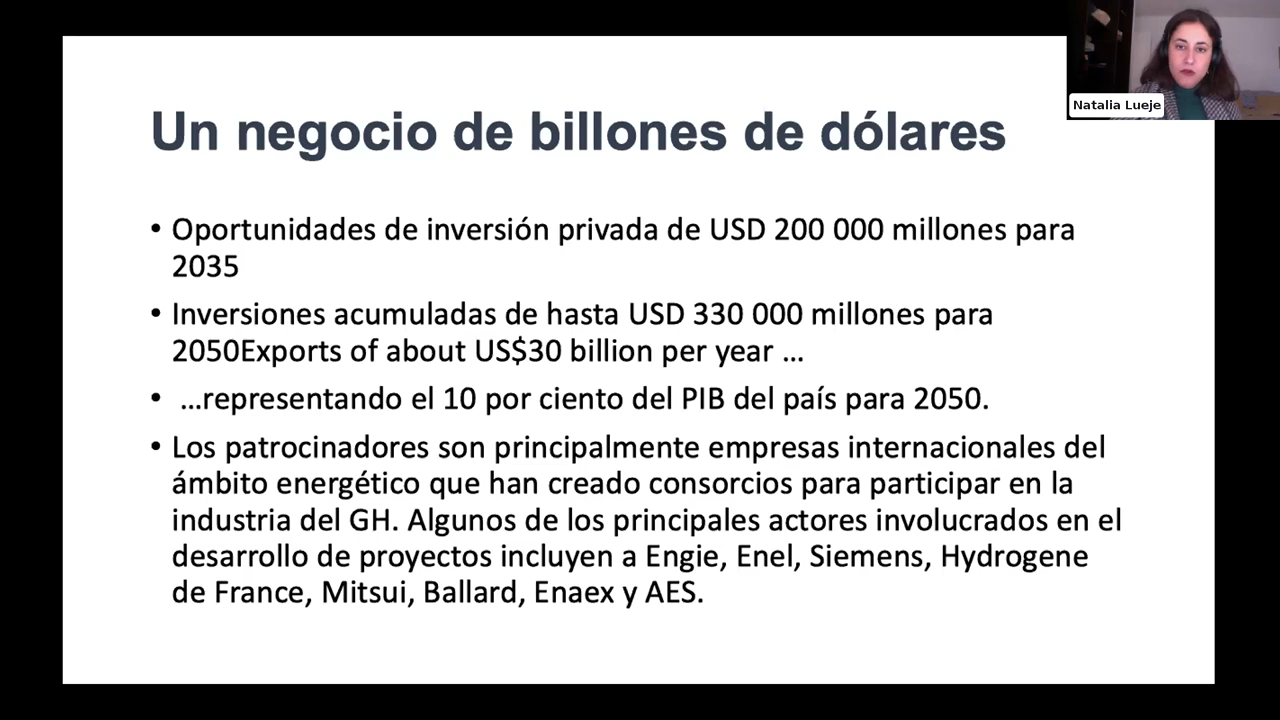 Un negocio de billones de dólares
Natalia Lueje
• Oportunidades de inversión privada de USD 200 000 millones para
2035
• Inversiones acumuladas de hasta USD 330 000 millones para
2050Exports of about US$30 billion per year ...
• ...representando el 10 por ciento del PIB del país para 2050.
• Los patrocinadores son principalmente empresas internacionales del
ámbito energético que han creado consorcios para participar en la
industria del GH. Algunos de los principales actores involucrados en el
desarrollo de proyectos incluyen a Engie, Enel, Siemens, Hydrogene
de France, Mitsui, Ballard, Enaex y AES.